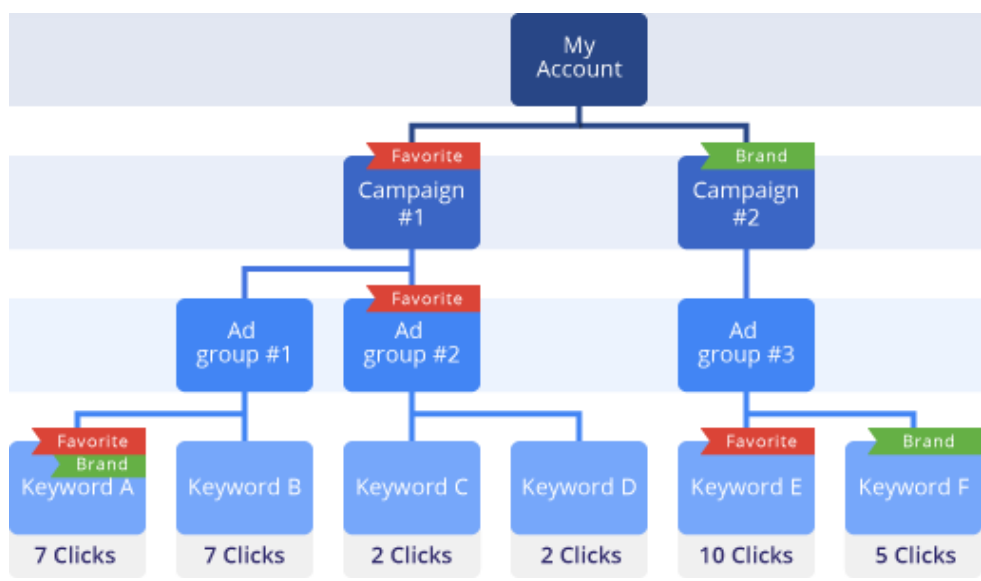 My
Account
Favorite
Campaign
#1
Brand
Campaign
#2
Ad
group #1
Favorite
Ad
group #2
Ad
group #3
Favorite
Brand
Keyword A
7 Clicks
Keyword B
7 Clicks
Keyword C
2 Clicks
Keyword D
2 Clicks
Favorite
Keyword E
10 Clicks
Brand
Keyword F
5 Clicks